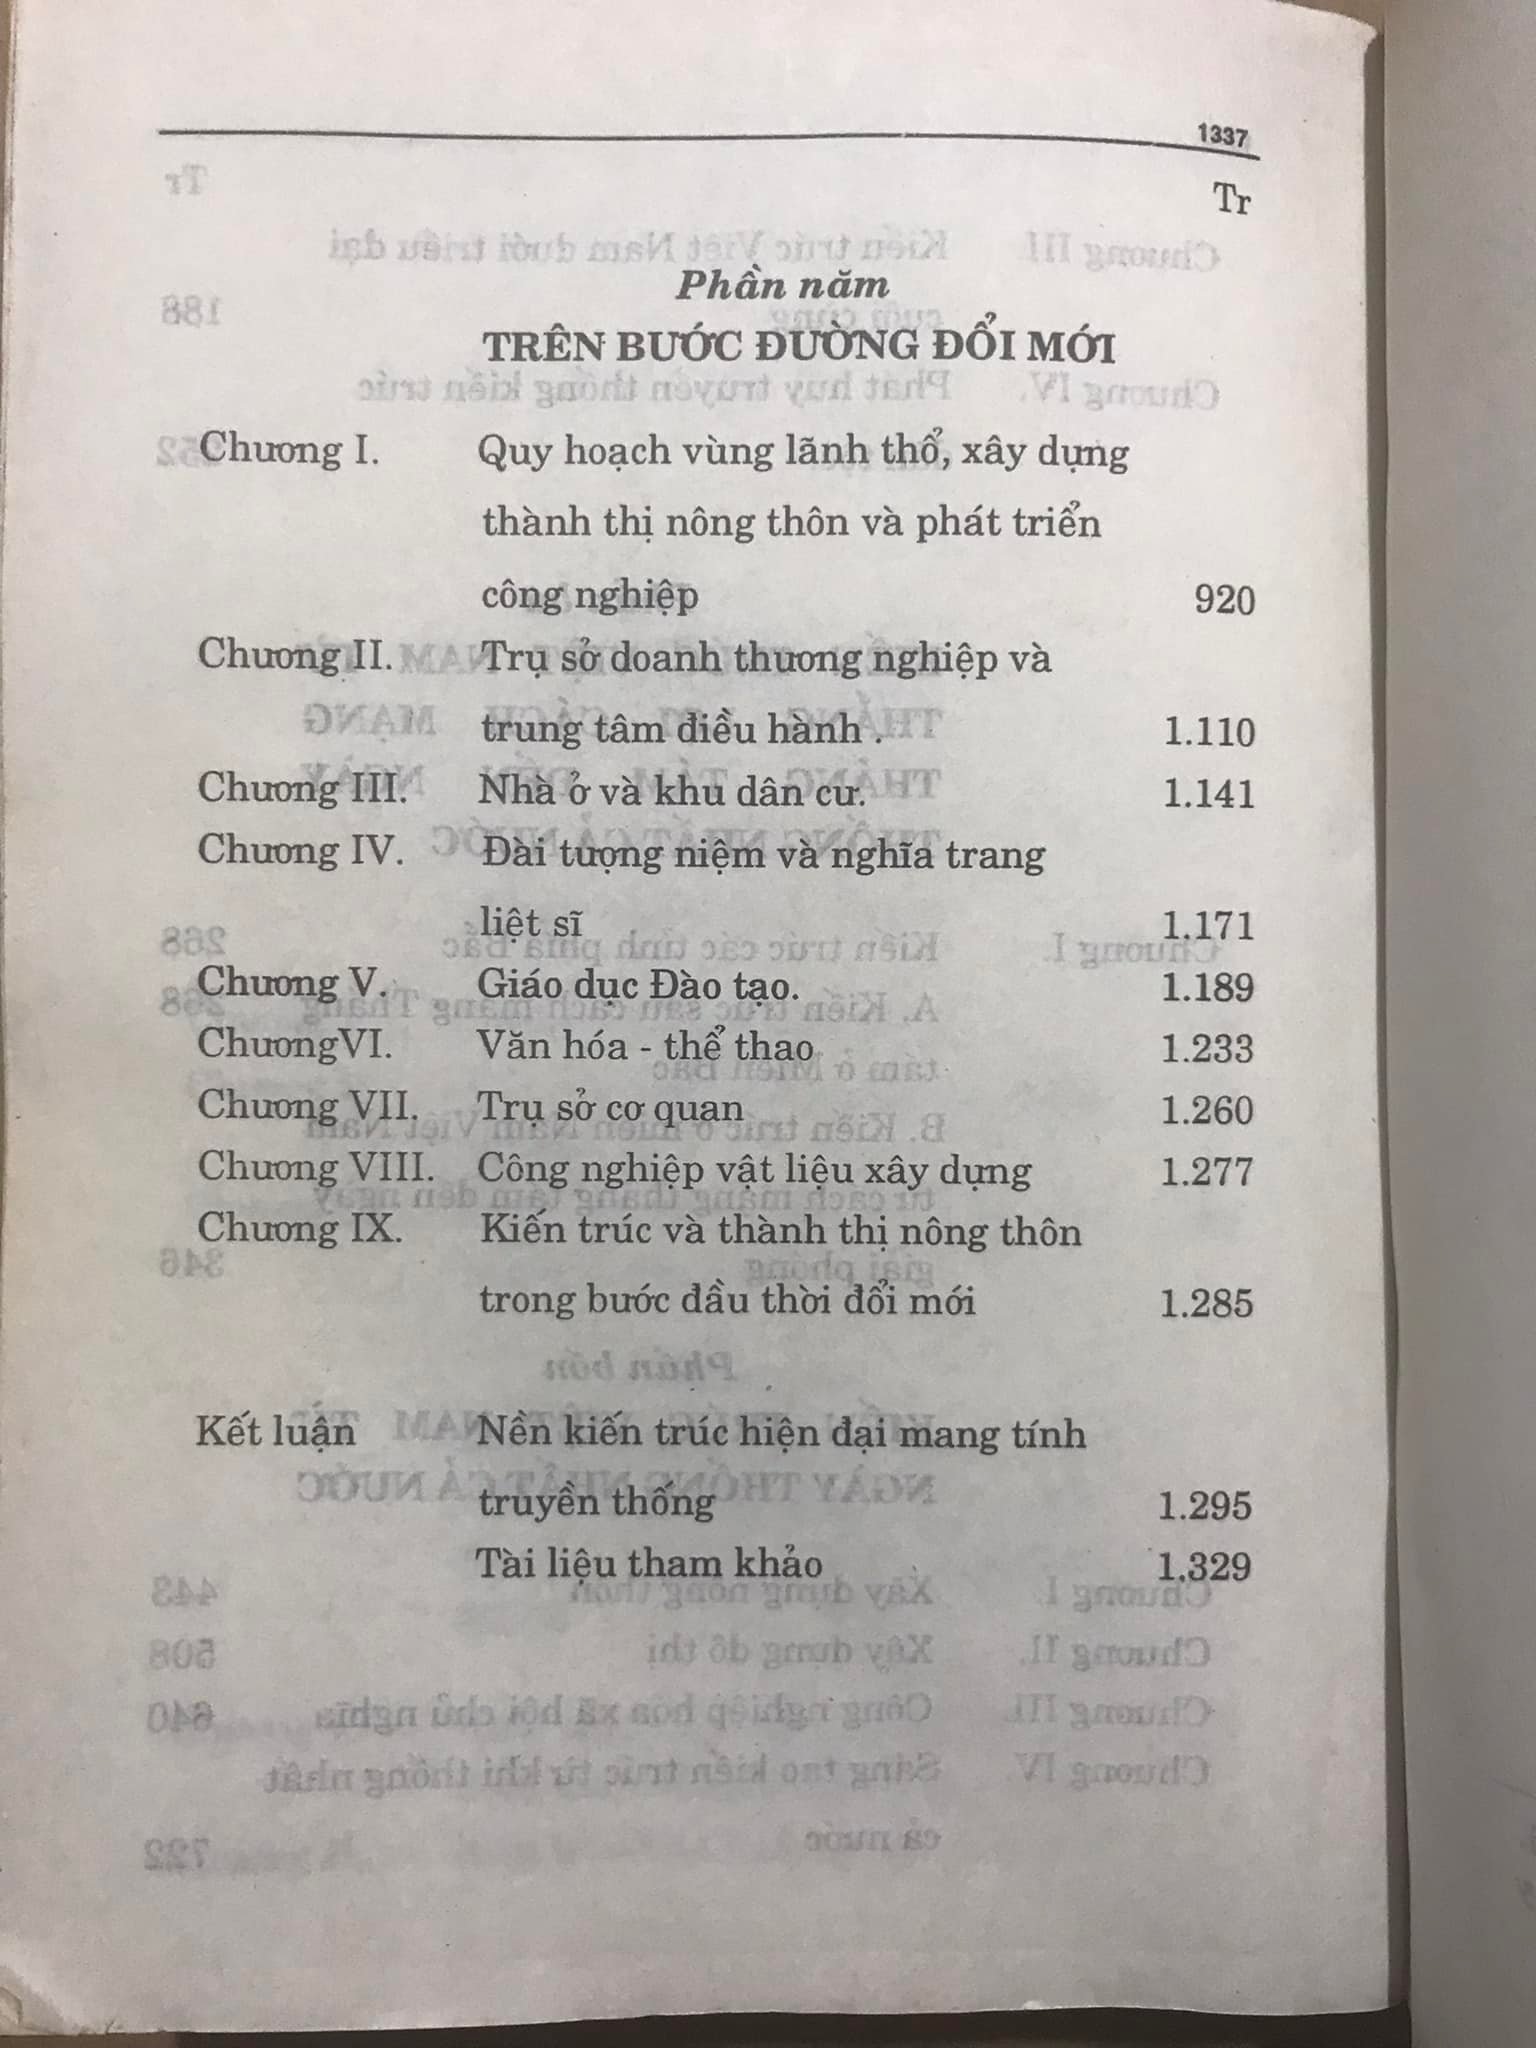 1337
Tr
Phần năm
TRÊN BƯỚC ĐƯỜNG ĐỔI MỚI
Chương I. Quy hoạch vùng lãnh thổ, xây dựng
thành thị nông thôn và phát triển
công nghiệp 920
Chương II. Trụ sở doanh thương nghiệp và
trung tâm điều hành . 1.110
Chương III. Nhà ở và khu dân cư. 1.141
Chương IV. Đài tượng niệm và nghĩa trang
liệt sĩ 1.171
Chương V. Giáo dục Đào tạo. 1.189
ChươngVI. Văn hóa - thể thao 1.233
Chương VII. Trụ sở cơ quan 1.260
Chương VIII. Công nghiệp vật liệu xây dựng 1.277
Chương IX. Kiến trúc và thành thị nông thôn
trong bước đầu thời đổi mới 1.285
Kết luận Nền kiến trúc hiện đại mang tính
truyền thống 1.295
Tài liệu tham khảo 1.329